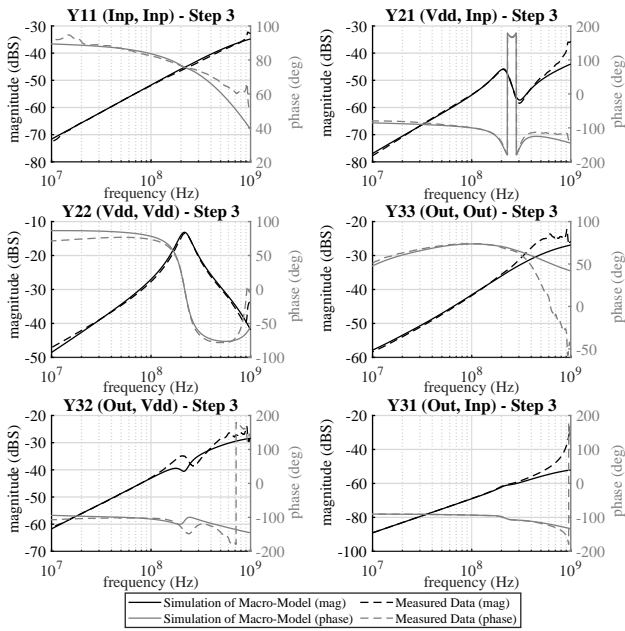 Y11 (Inp, Inp) - Step 3
Y21 (Vdd, Inp) - Step 3
-30
-40
-50
-60
-70
-80
100
80
60
40
20
magnitude (dBS)
phase (deg)
10^7
10^8
10^9
frequency (Hz)
-30
-40
-50
-60
-70
-80
200
100
0
-100
-200
magnitude (dBS)
phase (deg)
10^7
10^8
10^9
frequency (Hz)
Y22 (Vdd, Vdd) - Step 3
Y33 (Out, Out) - Step 3
-10
-20
-30
-40
-50
100
50
0
-50
-100
magnitude (dBS)
phase (deg)
10^7
10^8
10^9
frequency (Hz)
-20
-30
-40
-50
-60
100
50
0
-50
magnitude (dBS)
phase (deg)
10^7
10^8
10^9
frequency (Hz)
Y32 (Out, Vdd) - Step 3
Y31 (Out, Inp) - Step 3
-20
-30
-40
-50
-60
-70
200
100
0
-100
-200
magnitude (dBS)
phase (deg)
10^7
10^8
10^9
frequency (Hz)
-20
-40
-60
-80
-100
200
100
0
-100
-200
magnitude (dBS)
phase (deg)
10^7
10^8
10^9
frequency (Hz)
Simulation of Macro-Model (mag)
Measured Data (mag)
Simulation of Macro-Model (phase)
Measured Data (phase)